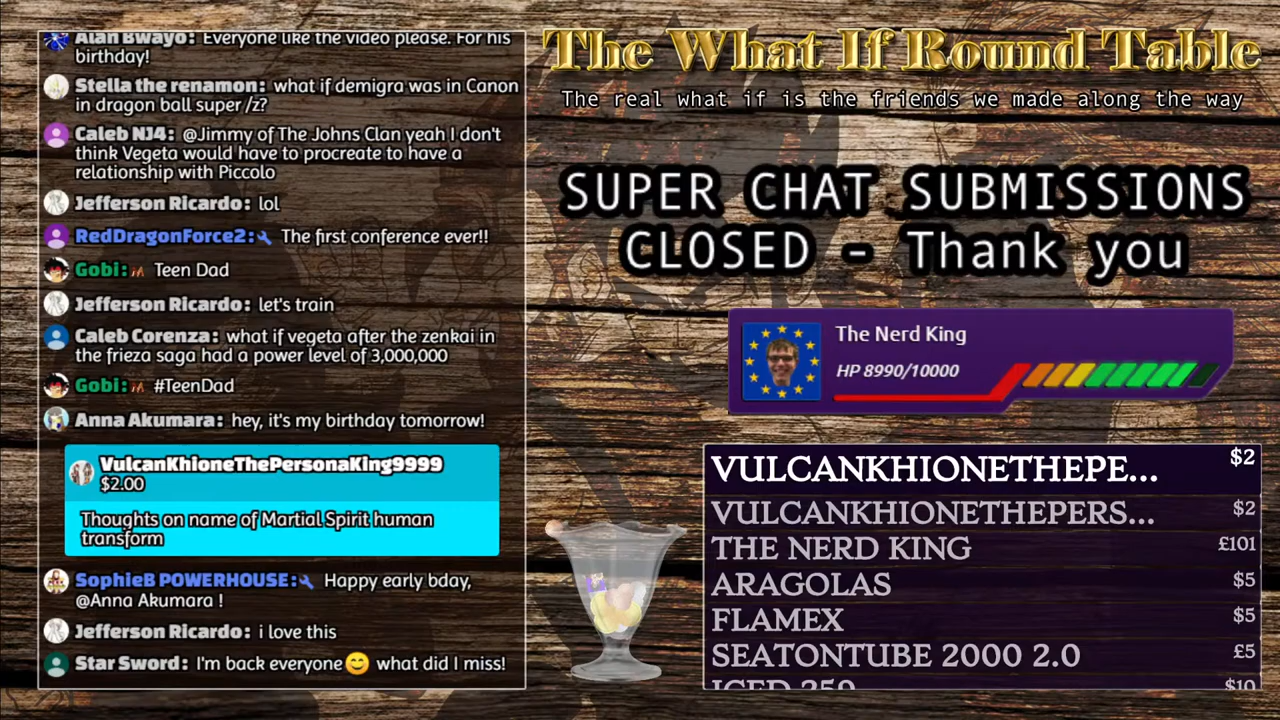 Alan Bwayo: Everyone like the video please. For his
birthday!
Stella the renamon: what if demigra was in Canon
in dragon ball super /z?
Caleb NJ4: @Jimmy of The Johns Clan yeah I don't
think Vegeta would have to procreate to have a
relationship with Piccolo
Jefferson Ricardo: lol
RedDragonForce2: The first conference ever!!
Gobi: Teen Dad
Jefferson Ricardo: let's train
Caleb Corenza: what if vegeta after the zenkai in
the frieza saga had a power level of 3,000,000
Gobi: #TeenDad
Anna Akumara: hey, it's my birthday tomorrow!
VulcanKhioneThePersonaKing9999
$2.00
Thoughts on name of Martial Spirit human
transform
SophieB POWERHOUSE: Happy early bday,
@Anna Akumara !
Jefferson Ricardo: i love this
Star Sword: I'm back everyone😊 what did I miss!
The What If Round Table
The real what if is the friends we made along the way
SUPER CHAT SUBMISSIONS
CLOSED - Thank you
The Nerd King
HP 8990/10000
VULCANKHIONETHEPE... $2
VULCANKHIONETHEPERS... $2
THE NERD KING £101
ARAGOLAS $5
FLAMEX $5
SEATONTUBE 2000 2.0 £5
ICED 259 $10